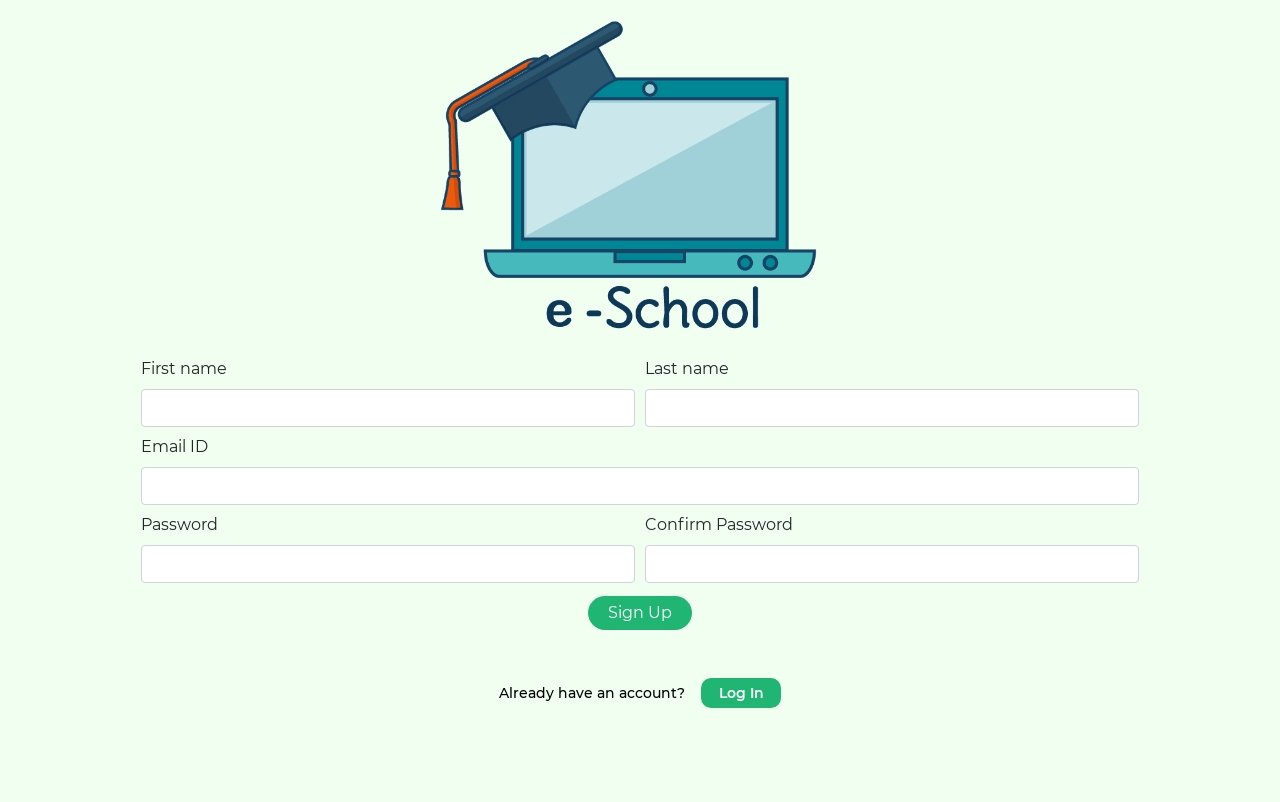 e -School
First name
Last name
Email ID
Password
Confirm Password
Sign Up
Already have an account?
Log In